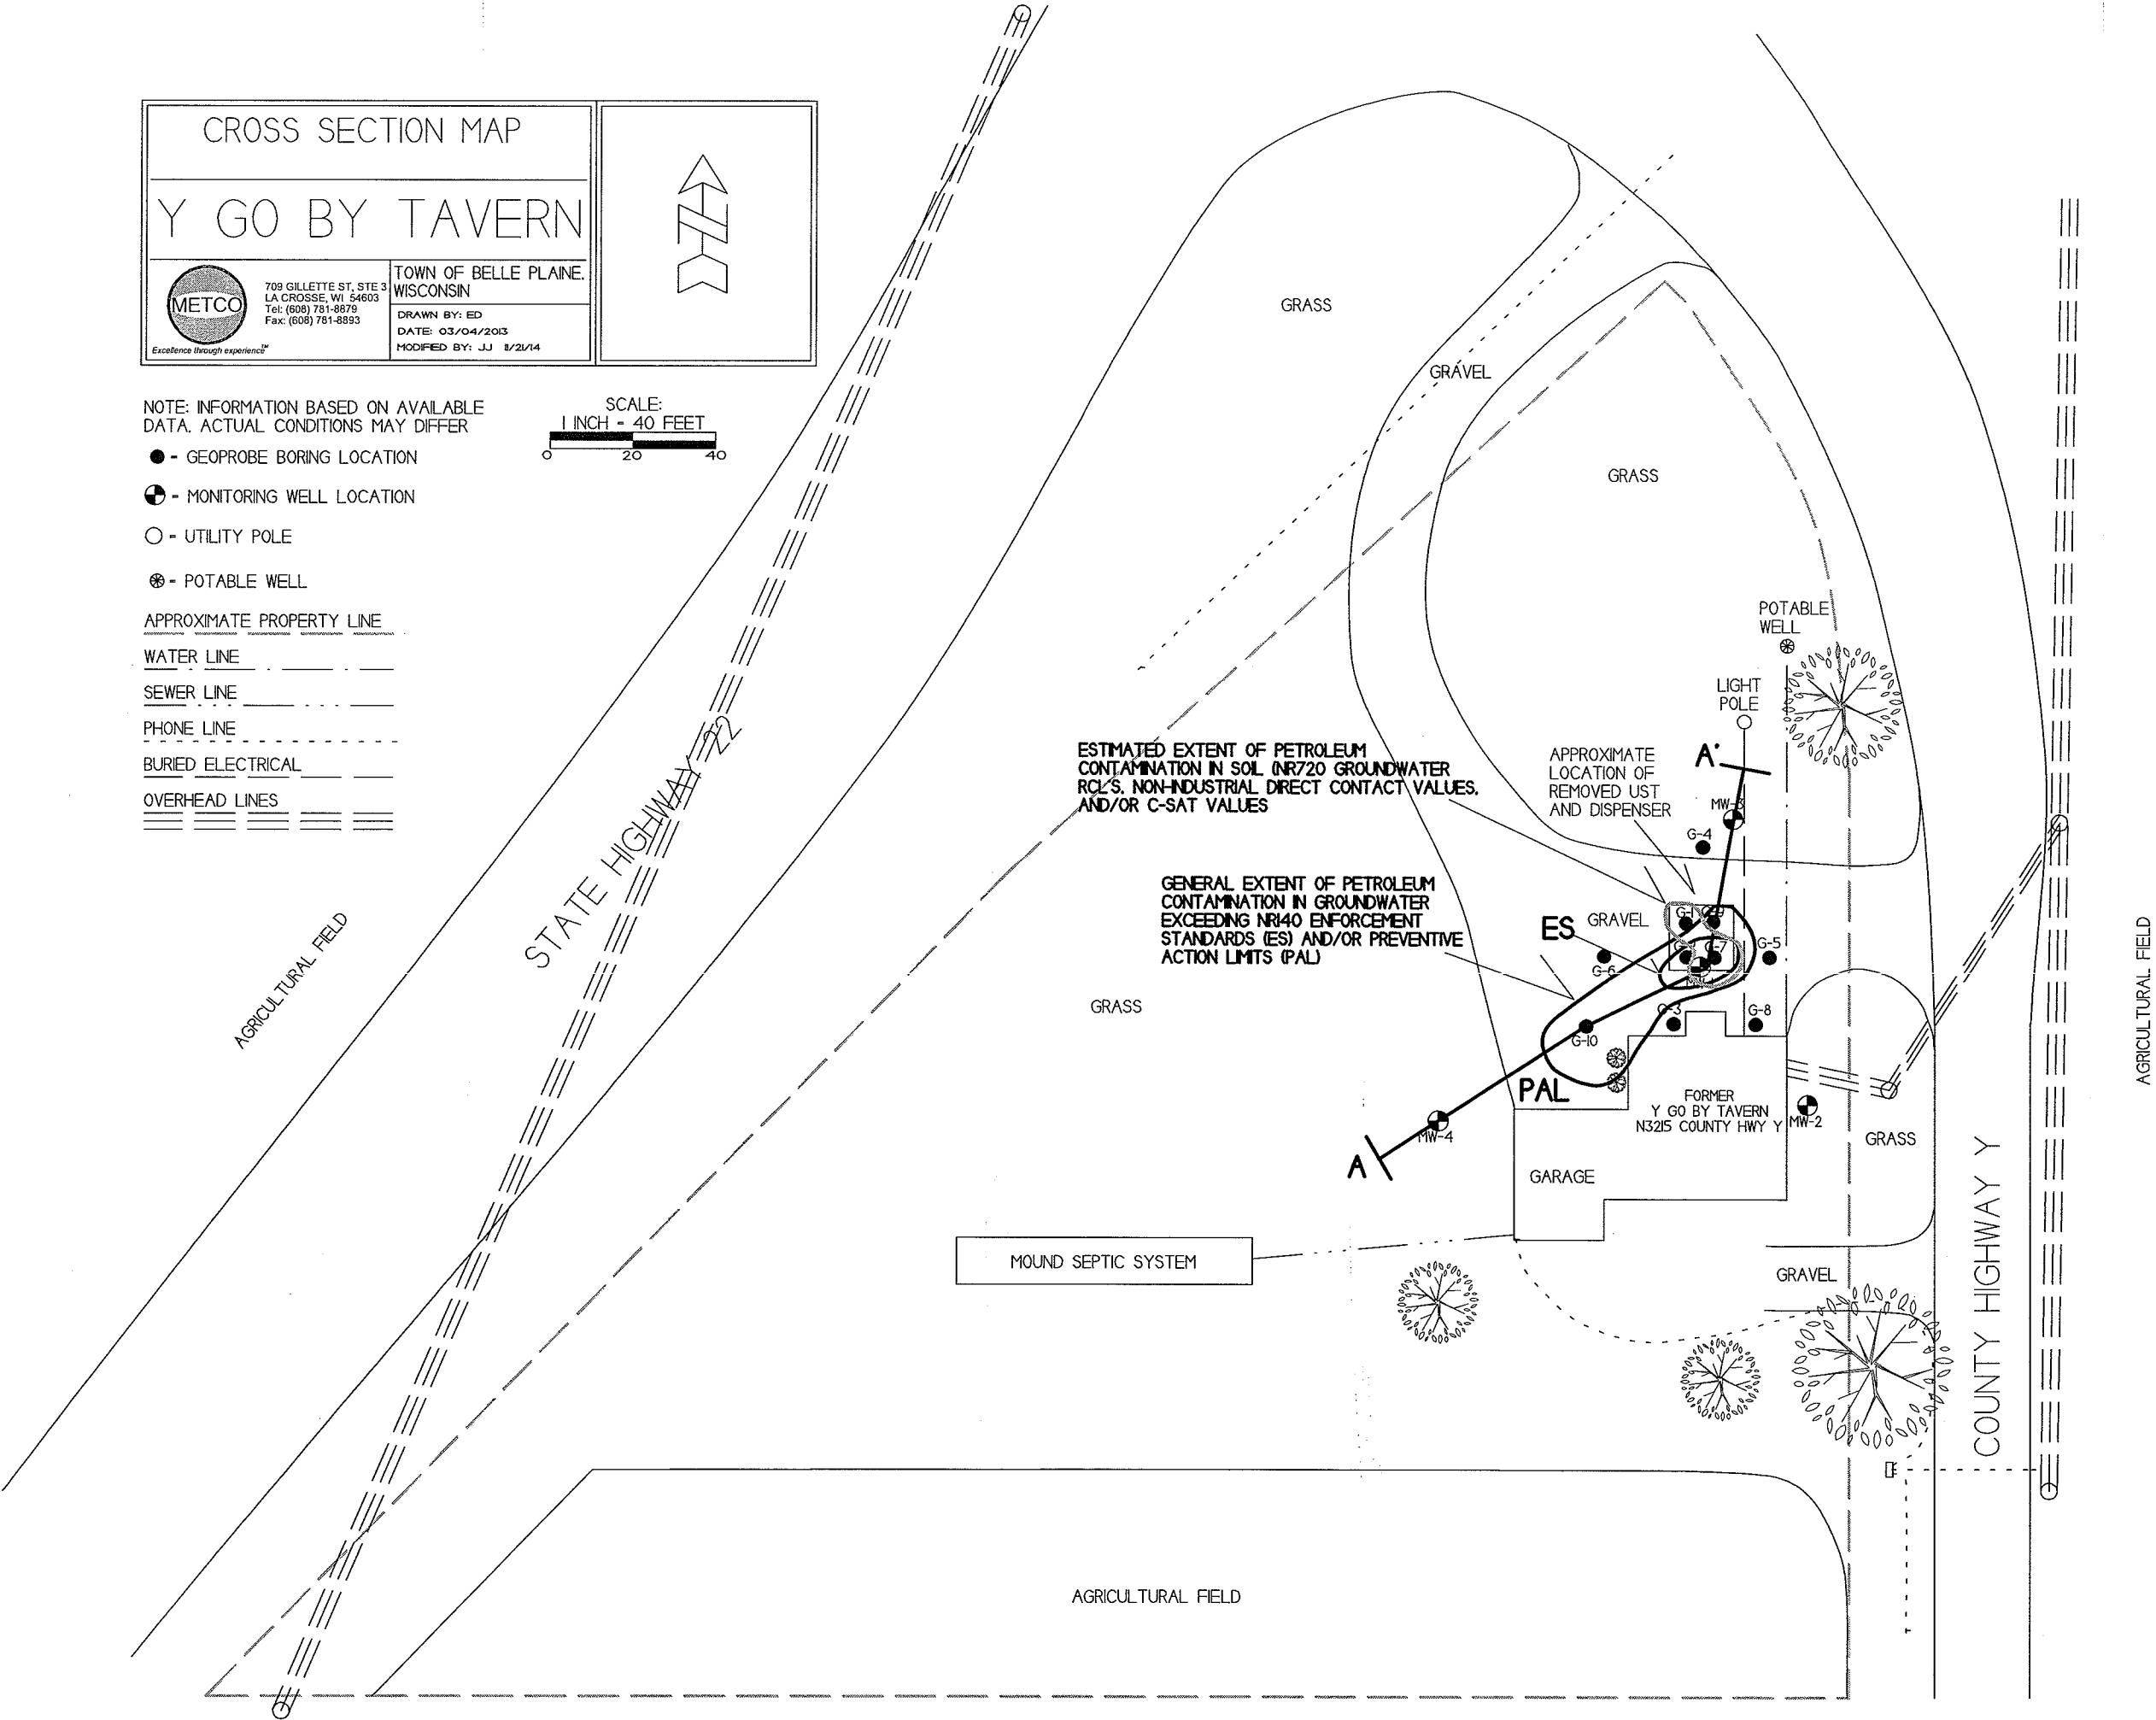 CROSS SECTION MAP
Y GO BY TAVERN
METCO
Excellence through experience™
709 GILLETTE ST, STE 3
LA CROSSE, WI 54603
Tel: (608) 781-8879
Fax: (608) 781-8893
TOWN OF BELLE PLAINE,
WISCONSIN
DRAWN BY: ED
DATE: 03/04/2013
MODIFIED BY: JJ 11/21/14
N
NOTE: INFORMATION BASED ON AVAILABLE
DATA. ACTUAL CONDITIONS MAY DIFFER
SCALE:
1 INCH = 40 FEET
0 20 40
- GEOPROBE BORING LOCATION
- MONITORING WELL LOCATION
- UTILITY POLE
- POTABLE WELL
APPROXIMATE PROPERTY LINE
WATER LINE
SEWER LINE
PHONE LINE
BURIED ELECTRICAL
OVERHEAD LINES
AGRICULTURAL FIELD
STATE HIGHWAY 22
GRASS
GRAVEL
GRASS
POTABLE
WELL
LIGHT
POLE
ESTIMATED EXTENT OF PETROLEUM
CONTAMINATION IN SOIL (NR720 GROUNDWATER
RCL'S, NON-INDUSTRIAL DIRECT CONTACT VALUES,
AND/OR C-SAT VALUES
APPROXIMATE
LOCATION OF
REMOVED UST
AND DISPENSER
A'
MW-3
G-4
GENERAL EXTENT OF PETROLEUM
CONTAMINATION IN GROUNDWATER
EXCEEDING NR140 ENFORCEMENT
STANDARDS (ES) AND/OR PREVENTIVE
ACTION LIMITS (PAL)
ES
GRAVEL
G-1
G-9
G-5
G-7
G-6
GRASS
G-3
G-8
G-10
PAL
FORMER
Y GO BY TAVERN
N3215 COUNTY HWY Y
MW-2
GRASS
MW-4
A
GARAGE
MOUND SEPTIC SYSTEM
GRAVEL
COUNTY HIGHWAY Y
AGRICULTURAL FIELD
AGRICULTURAL FIELD